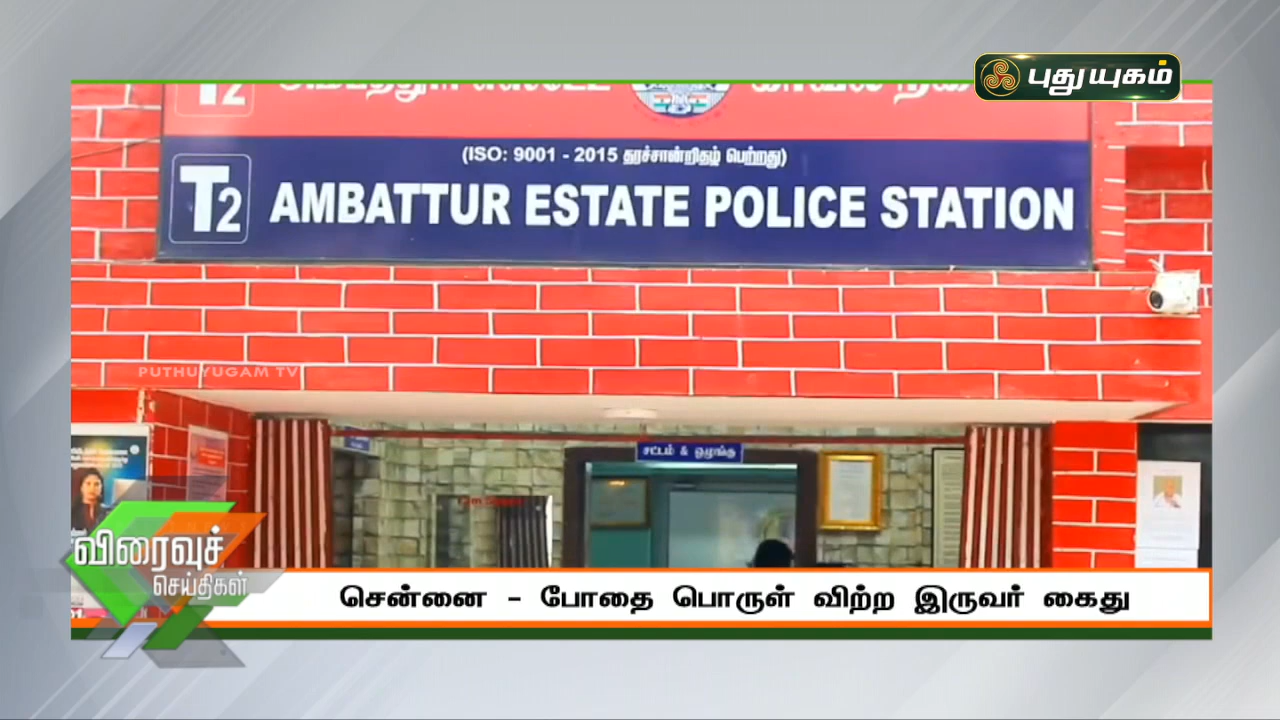 புதுயுகம்
T2
(ISO: 9001 - 2015 தரச்சான்றிதழ் பெற்றது)
T2 AMBATTUR ESTATE POLICE STATION
PUTHUYUGAM TV
சட்டம் & ஒழுங்கு
விரைவுச்
செய்திகள்
சென்னை - போதை பொருள் விற்ற இருவர் கைது